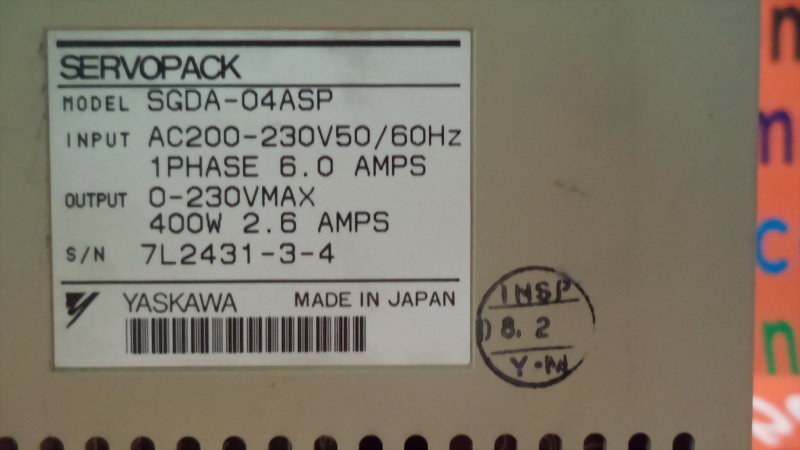 SERVOPACK
MODEL SGDA-04ASP
INPUT AC200-230V50/60Hz
1PHASE 6.0 AMPS
OUTPUT 0-230VMAX
400W 2.6 AMPS
S/N 7L2431-3-4
YASKAWA MADE IN JAPAN
INSP
8.2
n
m
c
n